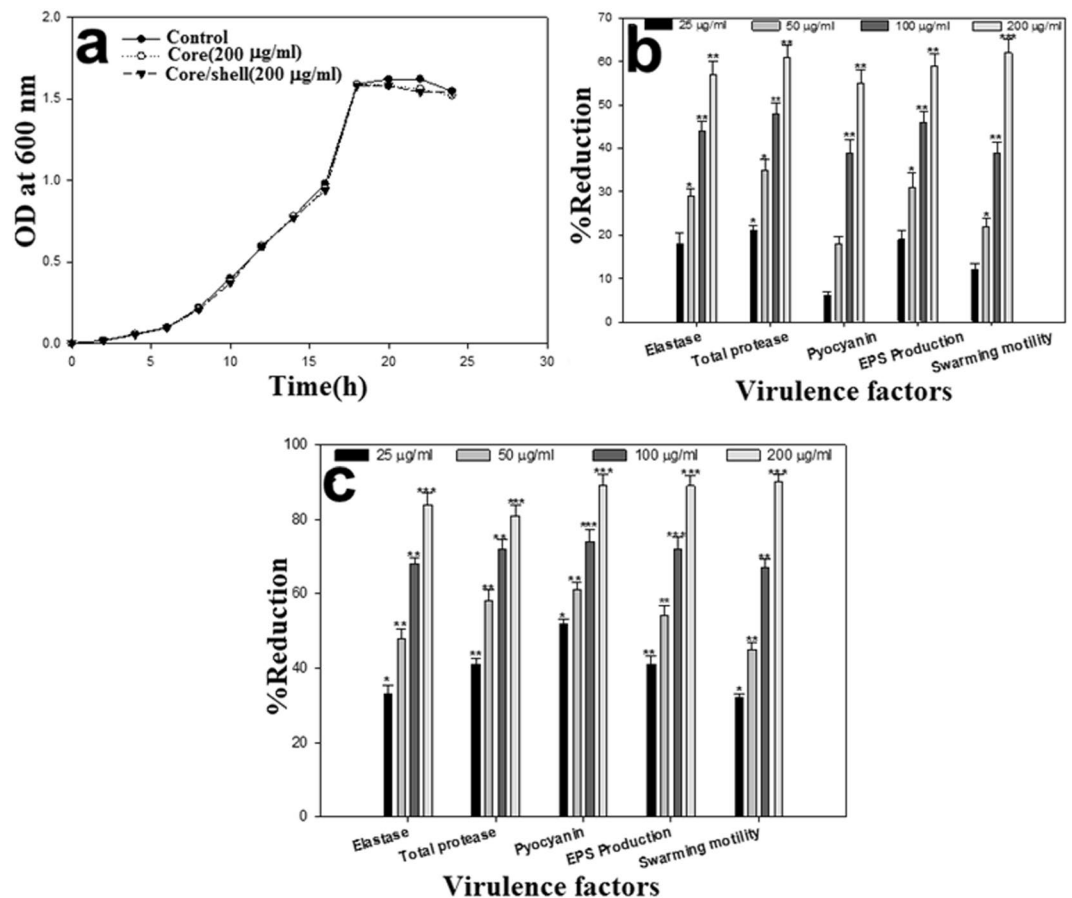 a
Control
Core(200 µg/ml)
Core/shell(200 µg/ml)
2.0
1.5
1.0
0.5
0.0
OD at 600 nm
0 5 10 15 20 25 30
Time(h)
b
25 µg/ml 50 µg/ml 100 µg/ml 200 µg/ml
70
60
50
40
30
20
10
0
%Reduction
* ** **
* * ** **
** **
* ** **
* ** ***
Elastase Total protease Pyocyanin EPS Production Swarming motility
Virulence factors
c
25 µg/ml 50 µg/ml 100 µg/ml 200 µg/ml
100
80
60
40
20
0
%Reduction
* ** ** ***
** ** ** ***
* ** *** ***
** ** *** ***
* ** ** ***
Elastase Total protease Pyocyanin EPS Production Swarming motility
Virulence factors